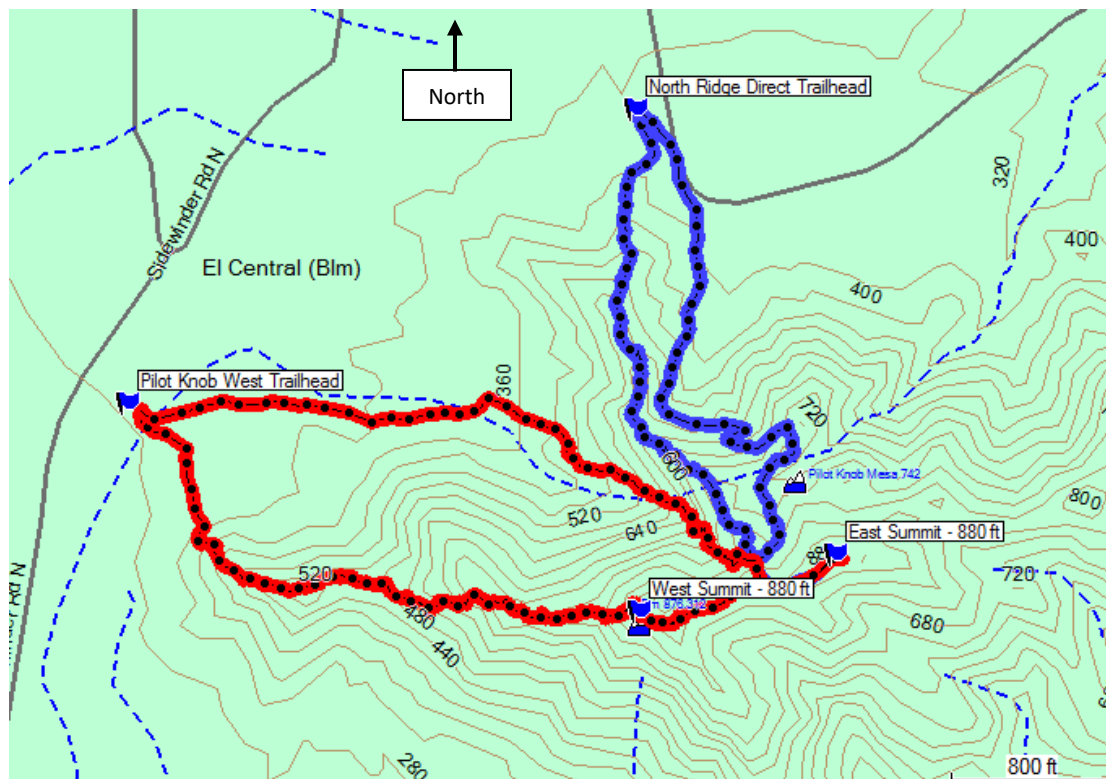 North Ridge Direct Trailhead
North
320
Sidewinder Rd N
400
El Central (Blm)
400
Pilot Knob West Trailhead
360
720
600
Pilot Knob Mesa 742
800
520
640
East Summit - 880 ft
520
West Summit - 880 ft
720
480
680
440
280
800 ft